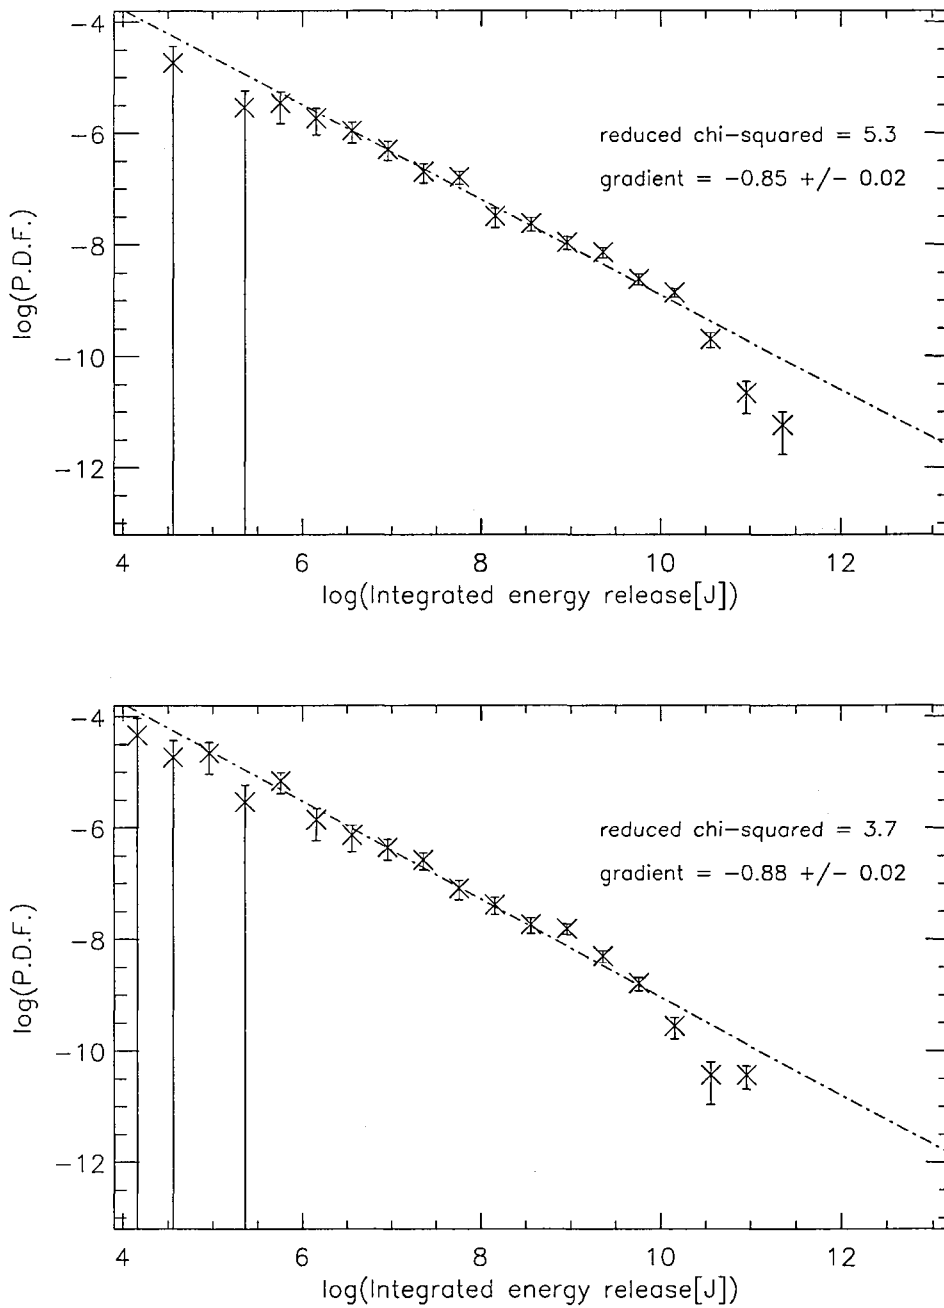 −4
−6
−8
−10
−12
log(P.D.F.)
reduced chi−squared = 5.3
gradient = −0.85 +/− 0.02
4 6 8 10 12
log(Integrated energy release[J])
−4
−6
−8
−10
−12
log(P.D.F.)
reduced chi−squared = 3.7
gradient = −0.88 +/− 0.02
4 6 8 10 12
log(Integrated energy release[J])